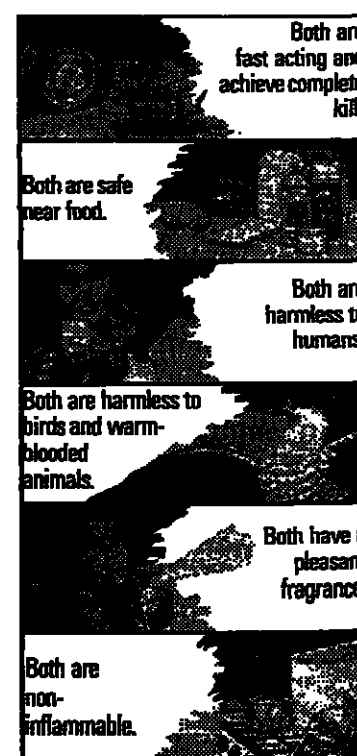 Both are
fast acting and
achieve complete
kill
Both are safe
near food.
Both are
harmless to
humans
Both are harmless to
birds and warm-
blooded
animals.
Both have a
pleasant
fragrance
Both are
non-
inflammable.